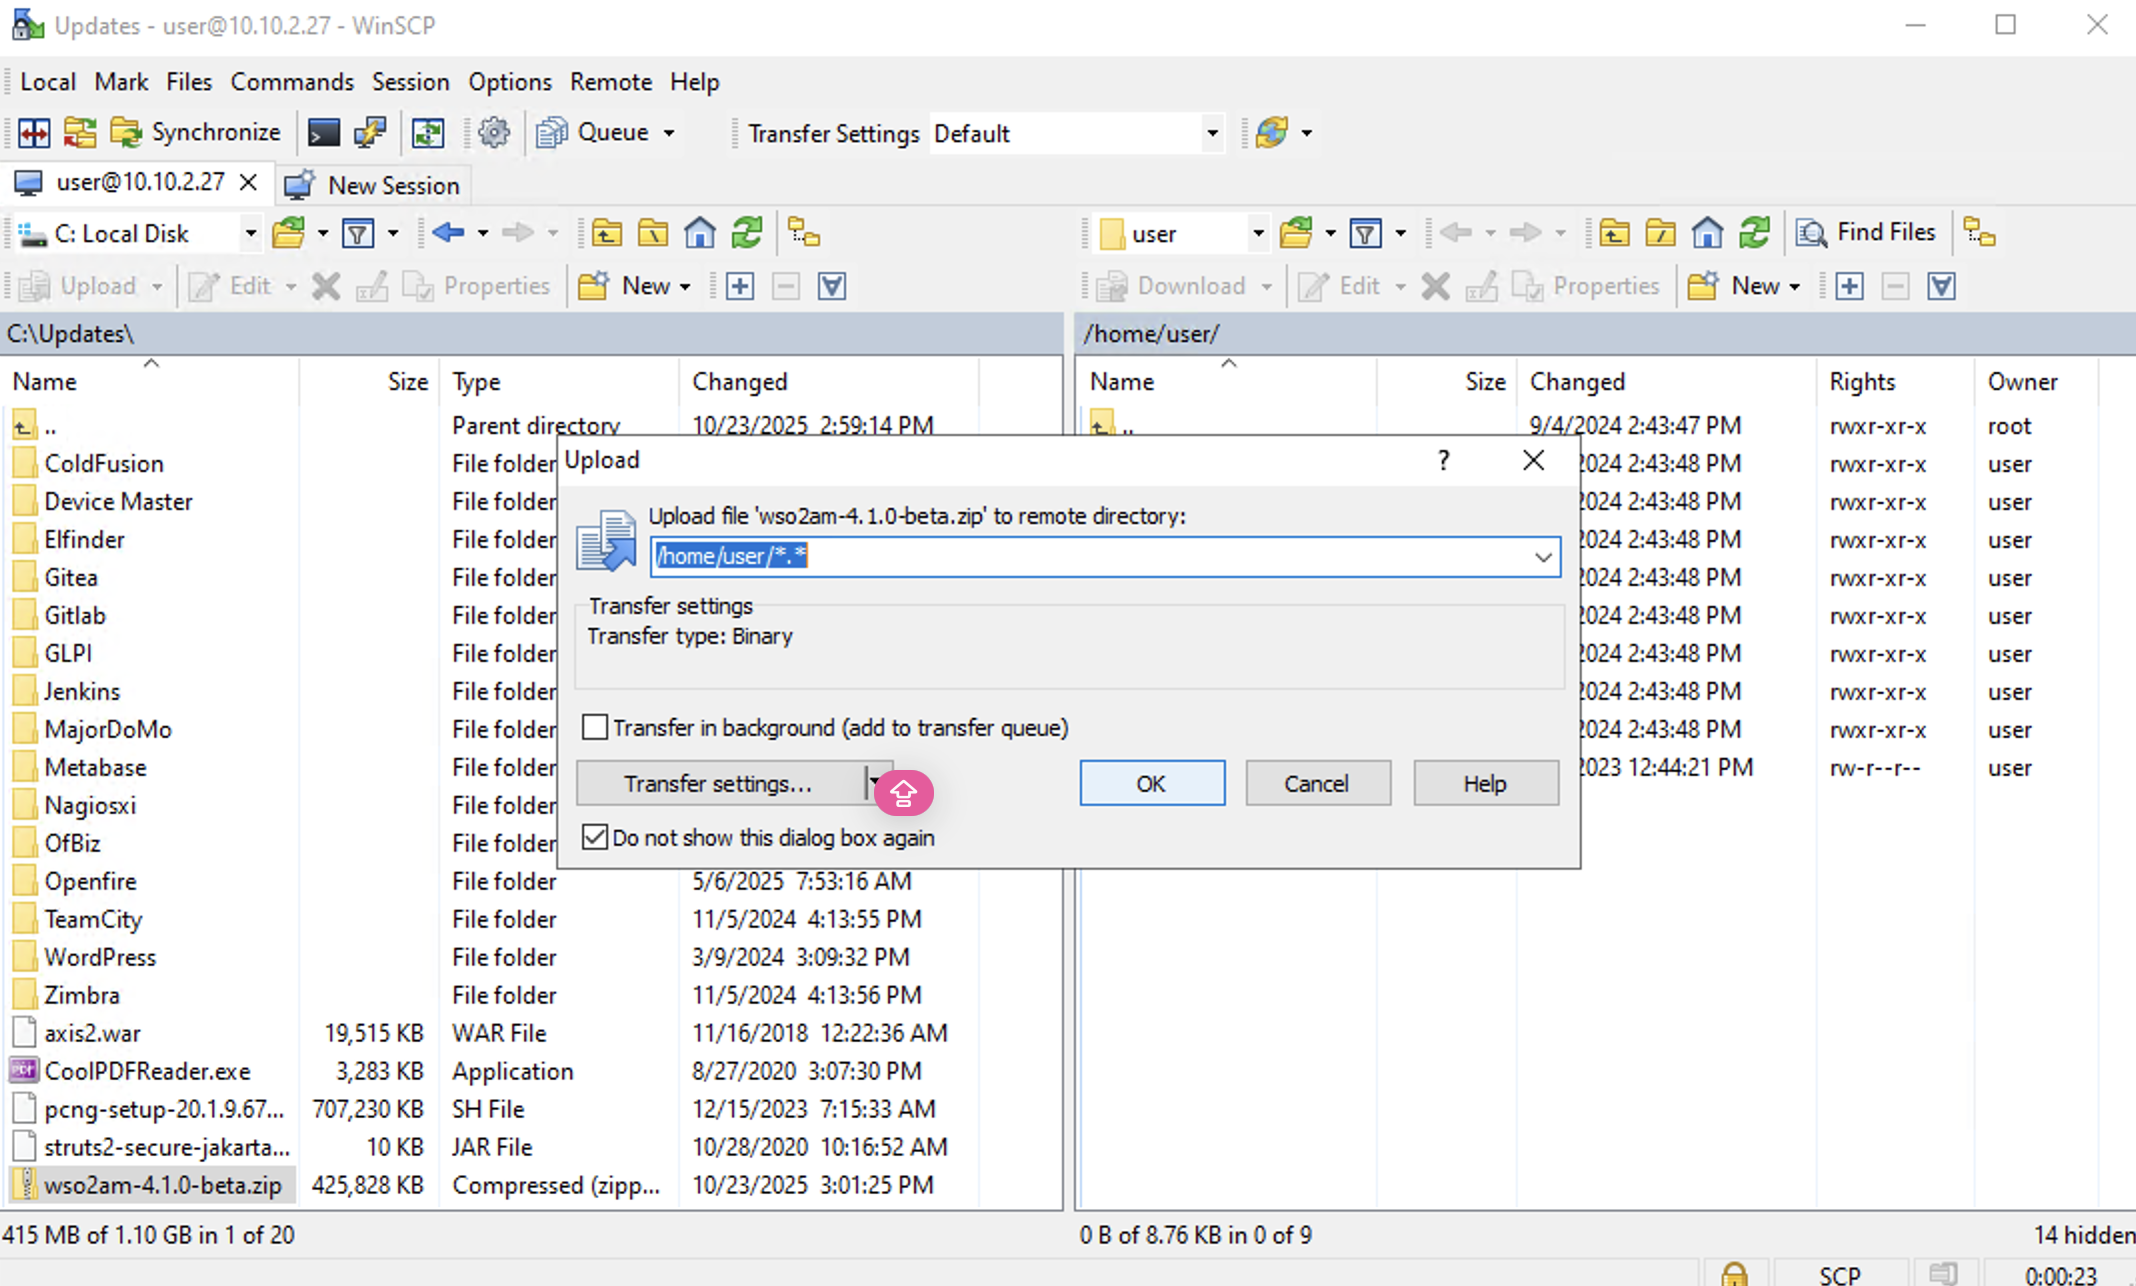 Updates - user@10.10.2.27 - WinSCP
Local Mark Files Commands Session Options Remote Help
Synchronize Queue Transfer Settings Default
user@10.10.2.27 New Session
C: Local Disk user Find Files
Upload Edit Properties New Download Edit Properties New
C:\Updates\ /home/user/
Name Size Type Changed Name Size Changed Rights Owner
.. Parent directory 10/23/2025 2:59:14 PM .. 9/4/2024 2:43:47 PM rwxr-xr-x root
ColdFusion File folder 2024 2:43:48 PM rwxr-xr-x user
Device Master File folder 2024 2:43:48 PM rwxr-xr-x user
Elfinder File folder 2024 2:43:48 PM rwxr-xr-x user
Gitea File folder 2024 2:43:48 PM rwxr-xr-x user
Gitlab File folder 2024 2:43:48 PM rwxr-xr-x user
GLPI File folder 2024 2:43:48 PM rwxr-xr-x user
Jenkins File folder 2024 2:43:48 PM rwxr-xr-x user
MajorDoMo File folder 2024 2:43:48 PM rwxr-xr-x user
Metabase File folder 2023 12:44:21 PM rw-r--r-- user
Nagiosxi File folder
OfBiz File folder
Openfire File folder 5/6/2025 7:53:16 AM
TeamCity File folder 11/5/2024 4:13:55 PM
WordPress File folder 3/9/2024 3:09:32 PM
Zimbra File folder 11/5/2024 4:13:56 PM
axis2.war 19,515 KB WAR File 11/16/2018 12:22:36 AM
CoolPDFReader.exe 3,283 KB Application 8/27/2020 3:07:30 PM
pcng-setup-20.1.9.67... 707,230 KB SH File 12/15/2023 7:15:33 AM
struts2-secure-jakarta... 10 KB JAR File 10/28/2020 10:16:52 AM
wso2am-4.1.0-beta.zip 425,828 KB Compressed (zipp... 10/23/2025 3:01:25 PM
Upload ?
Upload file 'wso2am-4.1.0-beta.zip' to remote directory:
/home/user/*.*
Transfer settings
Transfer type: Binary
Transfer in background (add to transfer queue)
Transfer settings... OK Cancel Help
Do not show this dialog box again
415 MB of 1.10 GB in 1 of 20 0 B of 8.76 KB in 0 of 9 14 hidden
SCP 0:00:23